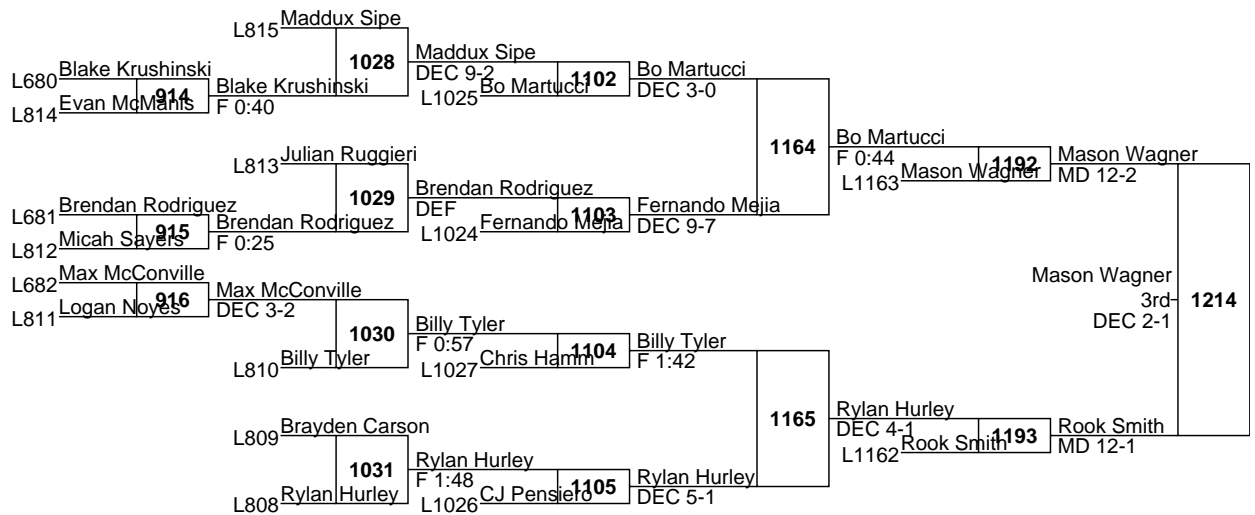 L815 Maddux Sipe
1028
Maddux Sipe
DEC 9-2
L680 Blake Krushinski
914
L814 Evan McManis
Blake Krushinski
F 0:40
1102
L1025 Bo Martucci
Bo Martucci
DEC 3-0
1164
L813 Julian Ruggieri
1029
Brendan Rodriguez
DEF
L681 Brendan Rodriguez
915
L812 Micah Sayers
Brendan Rodriguez
F 0:25
1103
L1024 Fernando Mejia
Fernando Mejia
DEC 9-7
Bo Martucci
F 0:44
1192
L1163 Mason Wagner
Mason Wagner
MD 12-2
L682 Max McConville
916
L811 Logan Noyes
Max McConville
DEC 3-2
1030
L810 Billy Tyler
Billy Tyler
F 0:57
1104
L1027 Chris Hamm
Billy Tyler
F 1:42
1165
L809 Brayden Carson
1031
L808 Rylan Hurley
Rylan Hurley
F 1:48
1105
L1026 CJ Pensiero
Rylan Hurley
DEC 5-1
Rylan Hurley
DEC 4-1
1193
L1162 Rook Smith
Rook Smith
MD 12-1
Mason Wagner
3rd
DEC 2-1
1214